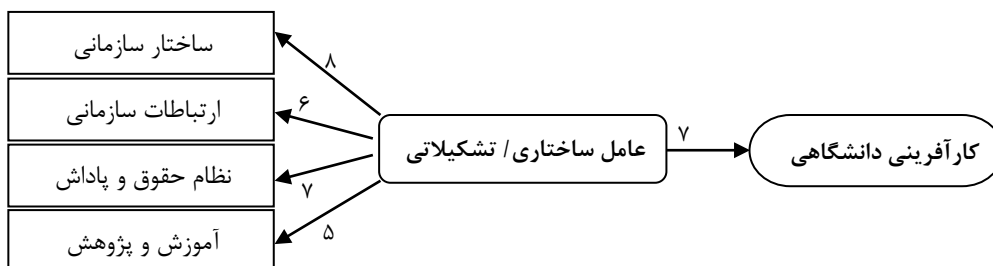 ساختار سازمانی
ارتباطات سازمانی
نظام حقوق و پاداش
آموزش و پژوهش
۸
۶
۷
۵
عامل ساختاری/ تشکیلاتی
۷
کارآفرینی دانشگاهی